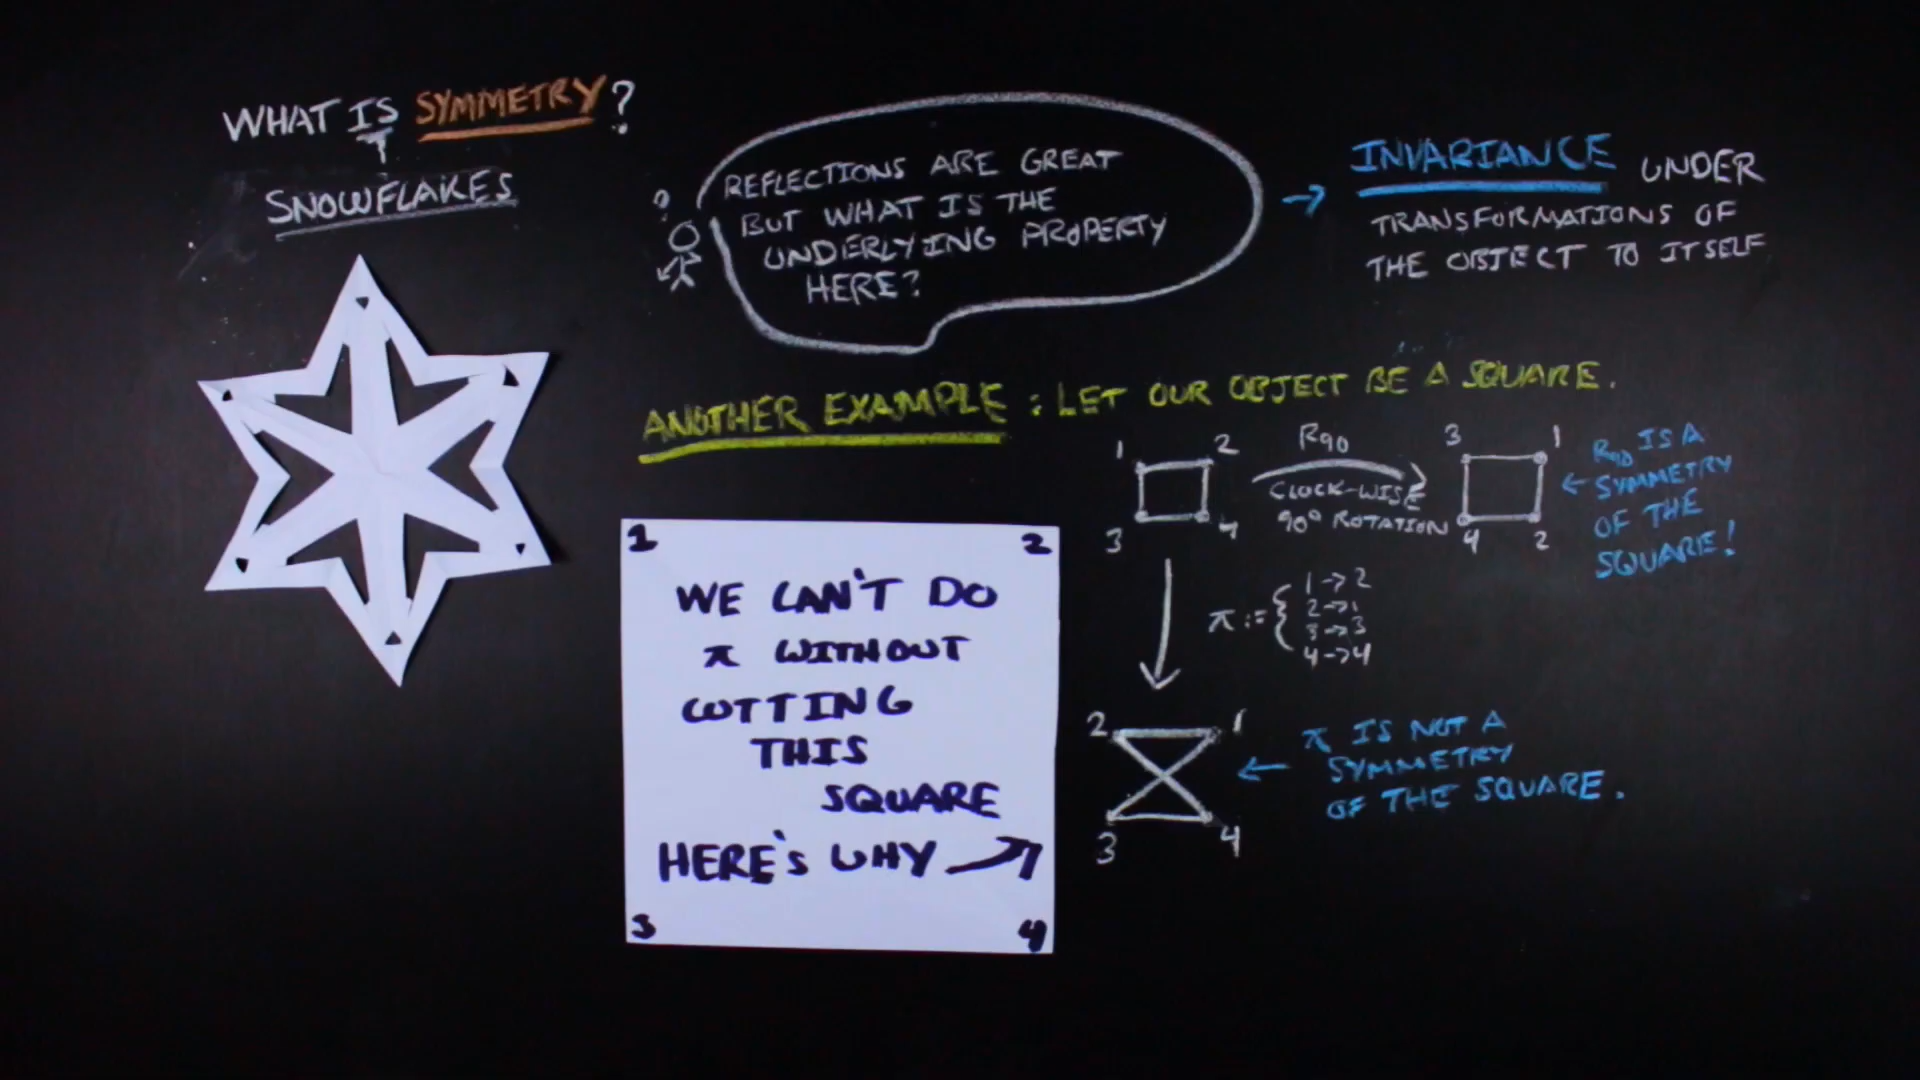 WHAT IS SYMMETRY?
SNOWFLAKES
?
REFLECTIONS ARE GREAT
BUT WHAT IS THE
UNDERLYING PROPERTY
HERE?
→ INVARIANCE UNDER
TRANSFORMATIONS OF
THE OBJECT TO ITSELF
ANOTHER EXAMPLE : LET OUR OBJECT BE A SQUARE.
1 2
3 4
R90
CLOCK-WISE
90° ROTATION
3 1
4 2
← R90 IS A
SYMMETRY
OF THE
SQUARE!
π := { 1→2
2→1
3→3
4→4
2 1
3 4
← π IS NOT A
SYMMETRY
OF THE SQUARE.
1 2
WE CAN'T DO
π WITHOUT
CUTTING
THIS
SQUARE
HERE'S WHY →
3 4